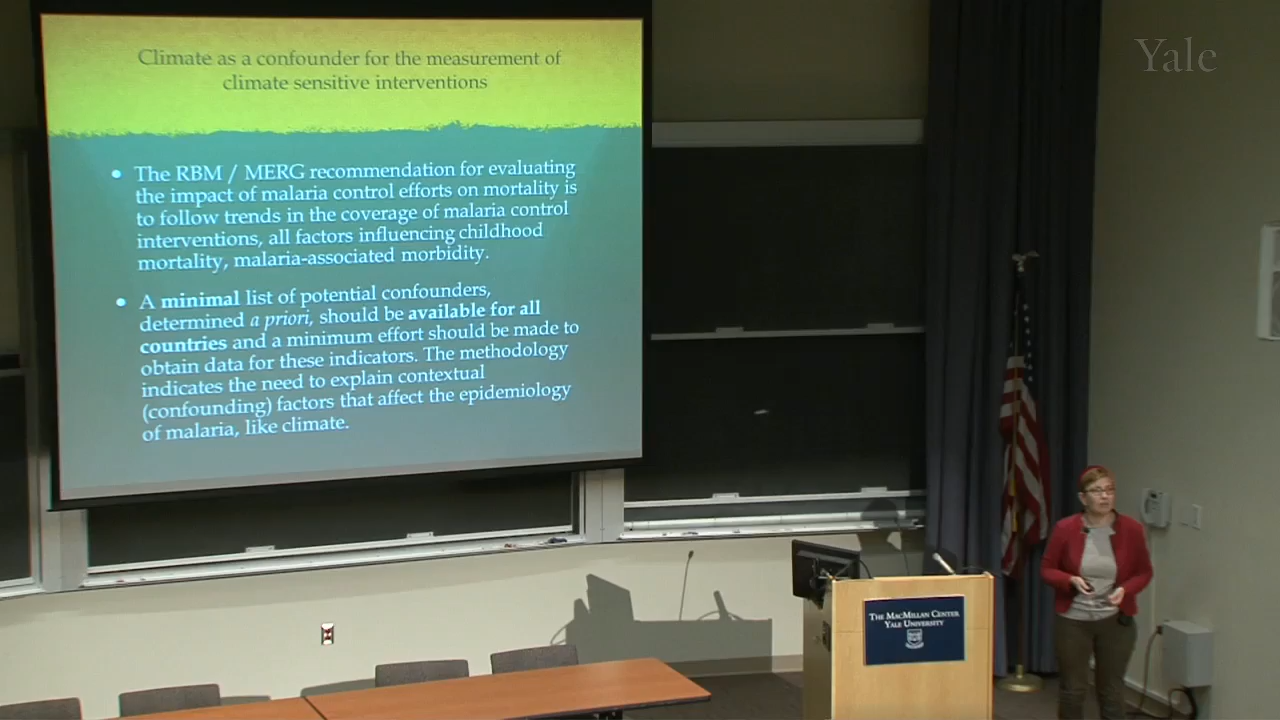 Climate as a confounder for the measurement of
climate sensitive interventions
• The RBM / MERG recommendation for evaluating
the impact of malaria control efforts on mortality is
to follow trends in the coverage of malaria control
interventions, all factors influencing childhood
mortality, malaria-associated morbidity.
• A minimal list of potential confounders,
determined a priori, should be available for all
countries and a minimum effort should be made to
obtain data for these indicators. The methodology
indicates the need to explain contextual
(confounding) factors that affect the epidemiology
of malaria, like climate.
Yale
THE MACMILLAN CENTER
YALE UNIVERSITY